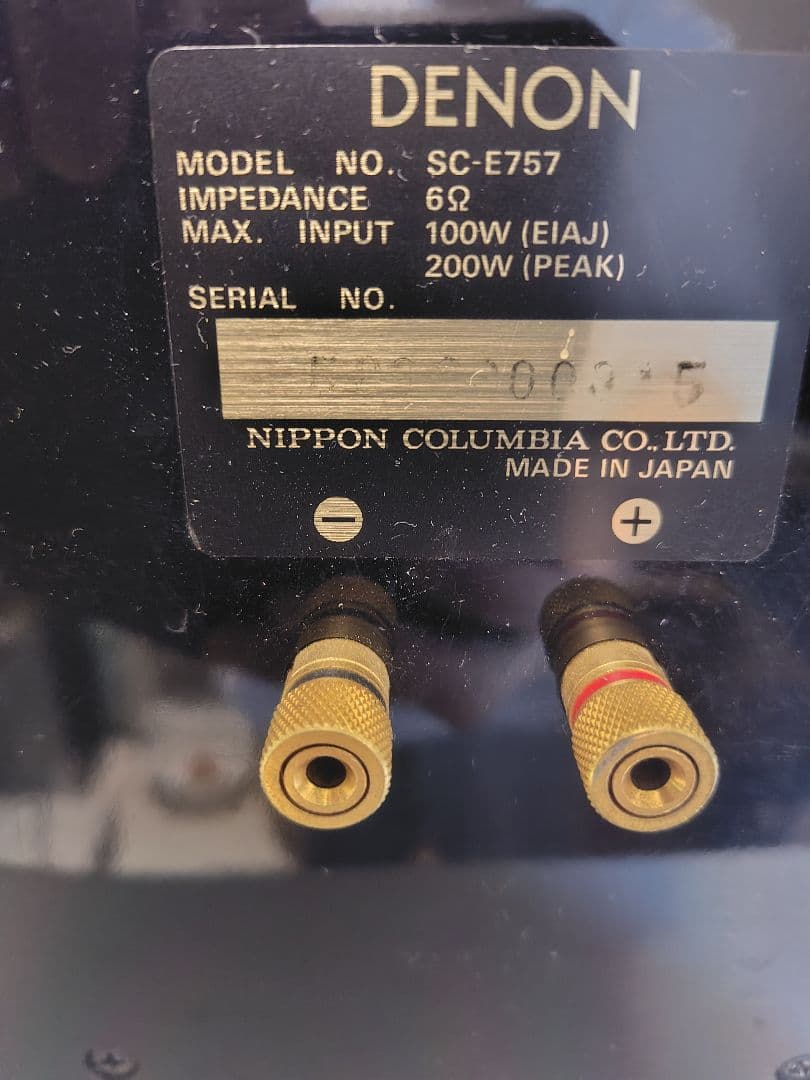 DENON
MODEL NO. SC-E757
IMPEDANCE 6Ω
MAX. INPUT 100W (EIAJ)
200W (PEAK)
SERIAL NO.
NIPPON COLUMBIA CO., LTD.
MADE IN JAPAN
− +